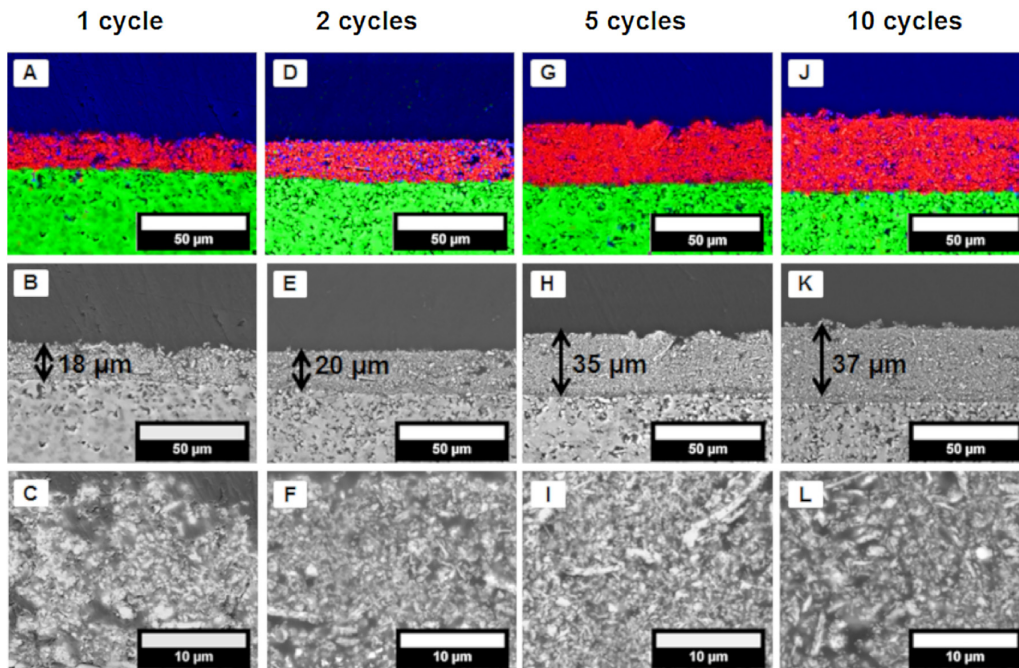 1 cycle 2 cycles 5 cycles 10 cycles
A D G J
50 µm 50 µm 50 µm 50 µm
B E H K
18 µm 20 µm 35 µm 37 µm
50 µm 50 µm 50 µm 50 µm
C F I L
10 µm 10 µm 10 µm 10 µm